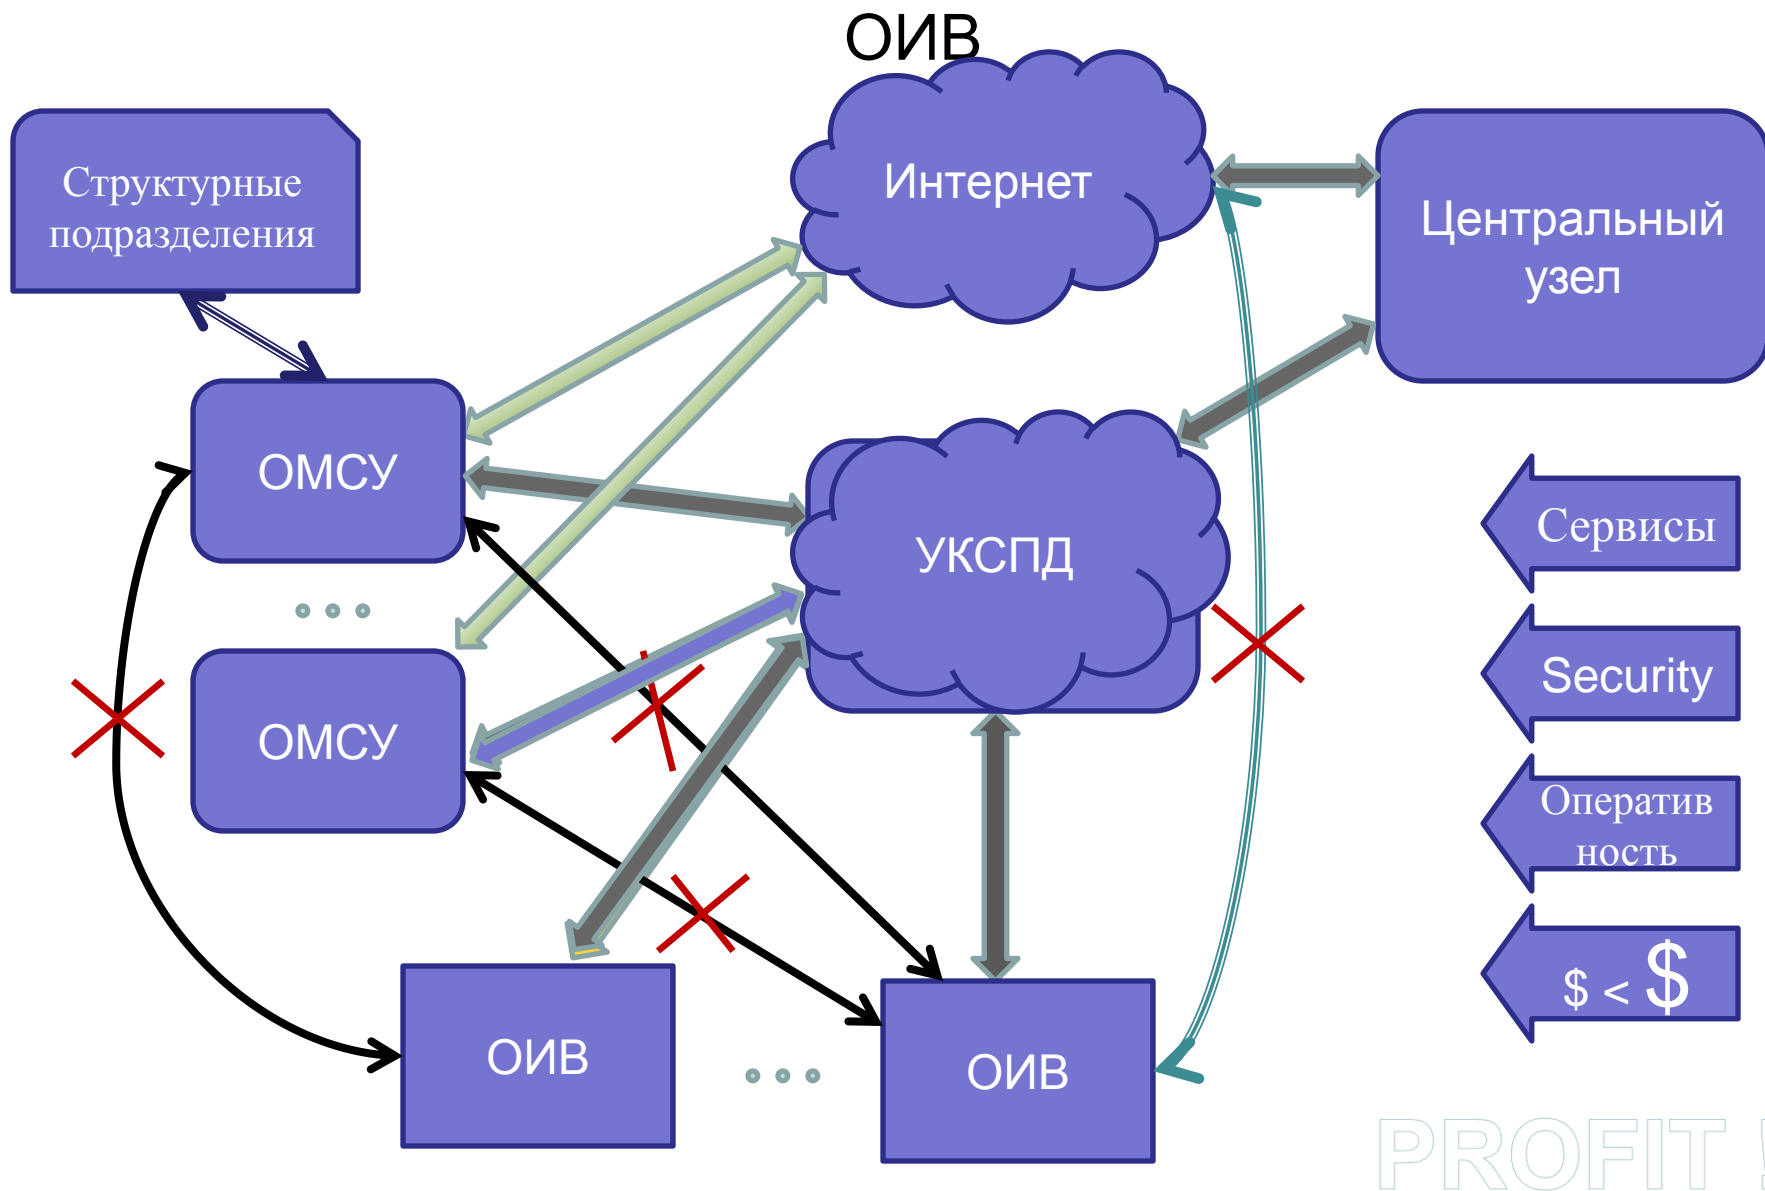 ОИВ
Структурные
подразделения
Интернет
Центральный
узел
ОМСУ
УКСПД
ОМСУ
Сервисы
Security
Оператив
ность
$ < $
ОИВ
ОИВ
PROFIT !